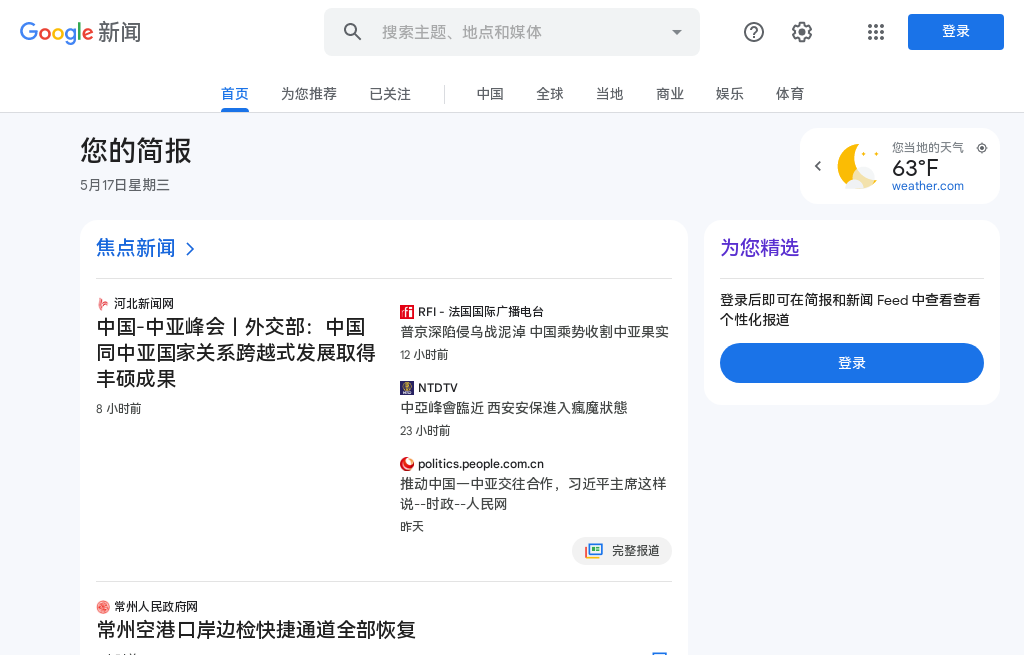 Google 新闻
搜索主题、地点和媒体
登录
首页
为您推荐
已关注
中国
全球
当地
商业
娱乐
体育
您的简报
5月17日星期三
您当地的天气
63°F
weather.com
焦点新闻
河北新闻网
中国-中亚峰会丨外交部：中国
同中亚国家关系跨越式发展取得
丰硕成果
8 小时前
RFI - 法国国际广播电台
普京深陷侵乌战泥淖 中国乘势收割中亚果实
12 小时前
NTDTV
中亞峰會臨近 西安安保進入瘋魔狀態
23 小时前
politics.people.com.cn
推动中国一中亚交往合作，习近平主席这样
说--时政--人民网
昨天
完整报道
常州人民政府网
常州空港口岸边检快捷通道全部恢复
为您精选
登录后即可在简报和新闻 Feed 中查看查看
个性化报道
登录